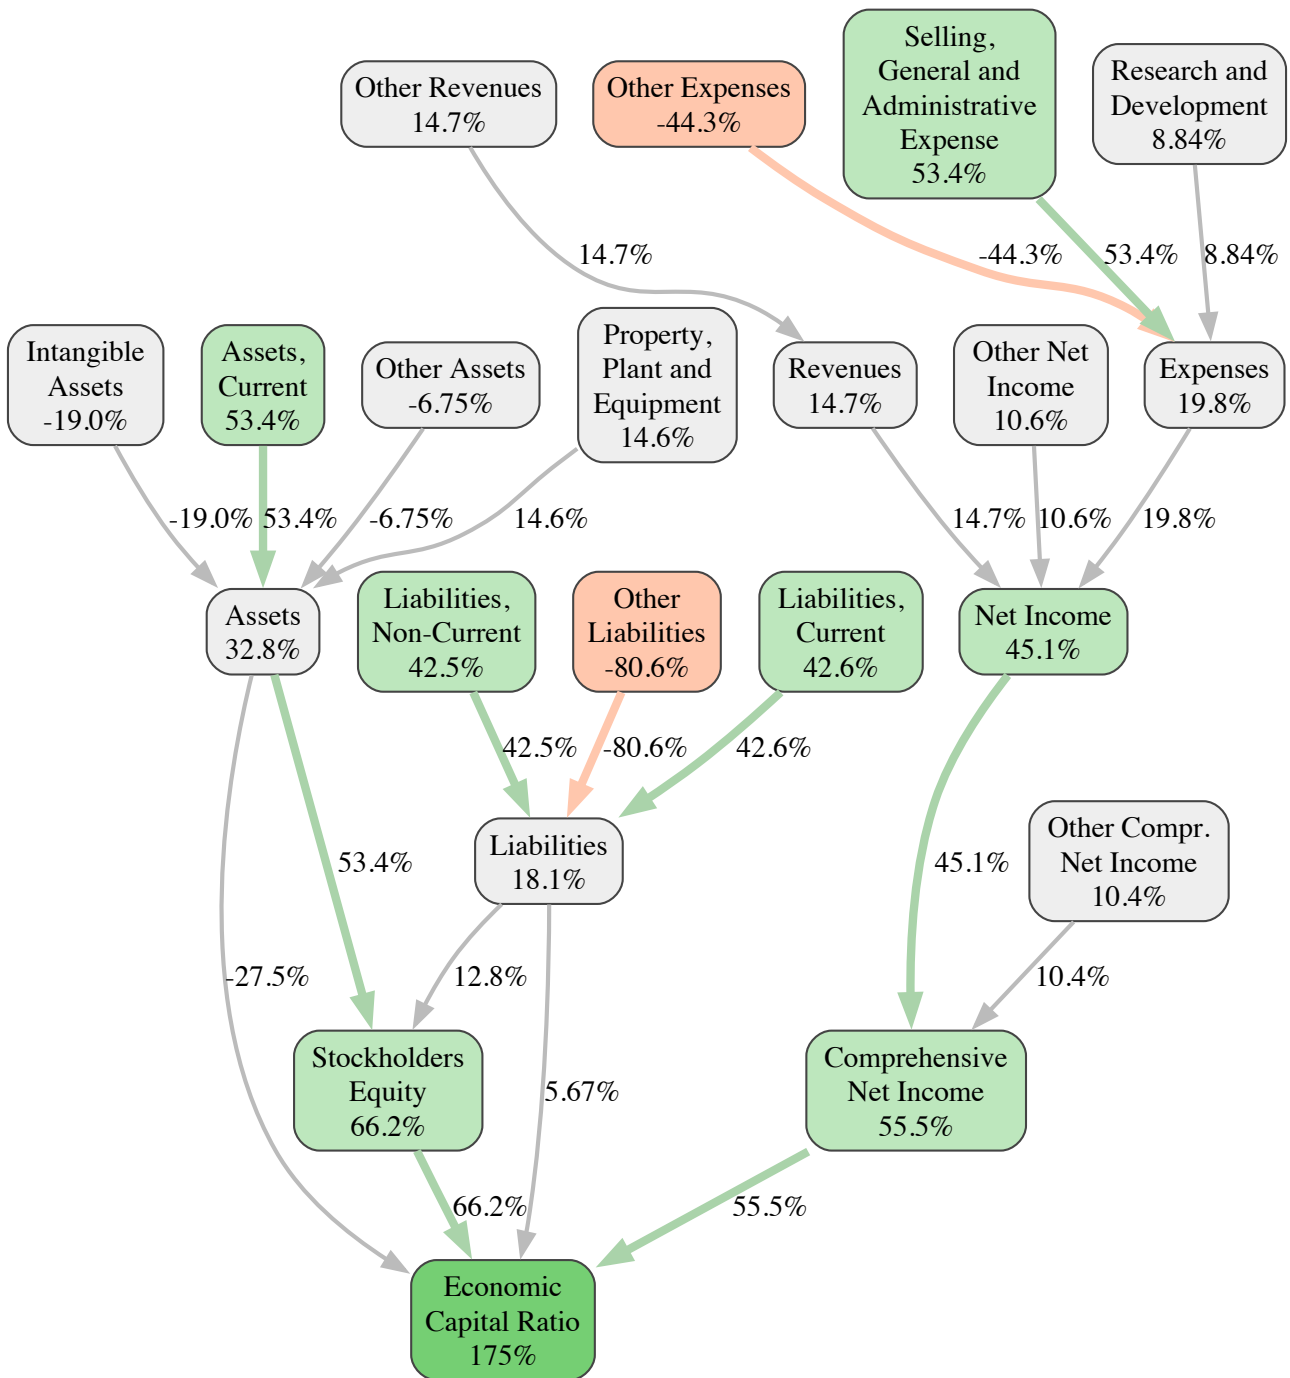 Selling,
General and
Administrative
Expense
53.4%
Other Revenues
14.7%
Other Expenses
-44.3%
Research and
Development
8.84%
14.7%
-44.3%
53.4%
8.84%
Intangible
Assets
-19.0%
Assets,
Current
53.4%
Other Assets
-6.75%
Property,
Plant and
Equipment
14.6%
Revenues
14.7%
Other Net
Income
10.6%
Expenses
19.8%
-19.0%
53.4%
-6.75%
14.6%
14.7%
10.6%
19.8%
Assets
32.8%
Liabilities,
Non-Current
42.5%
Other
Liabilities
-80.6%
Liabilities,
Current
42.6%
Net Income
45.1%
42.5%
-80.6%
42.6%
Liabilities
18.1%
Other Compr.
Net Income
10.4%
53.4%
45.1%
-27.5%
12.8%
10.4%
Stockholders
Equity
66.2%
5.67%
Comprehensive
Net Income
55.5%
66.2%
55.5%
Economic
Capital Ratio
175%